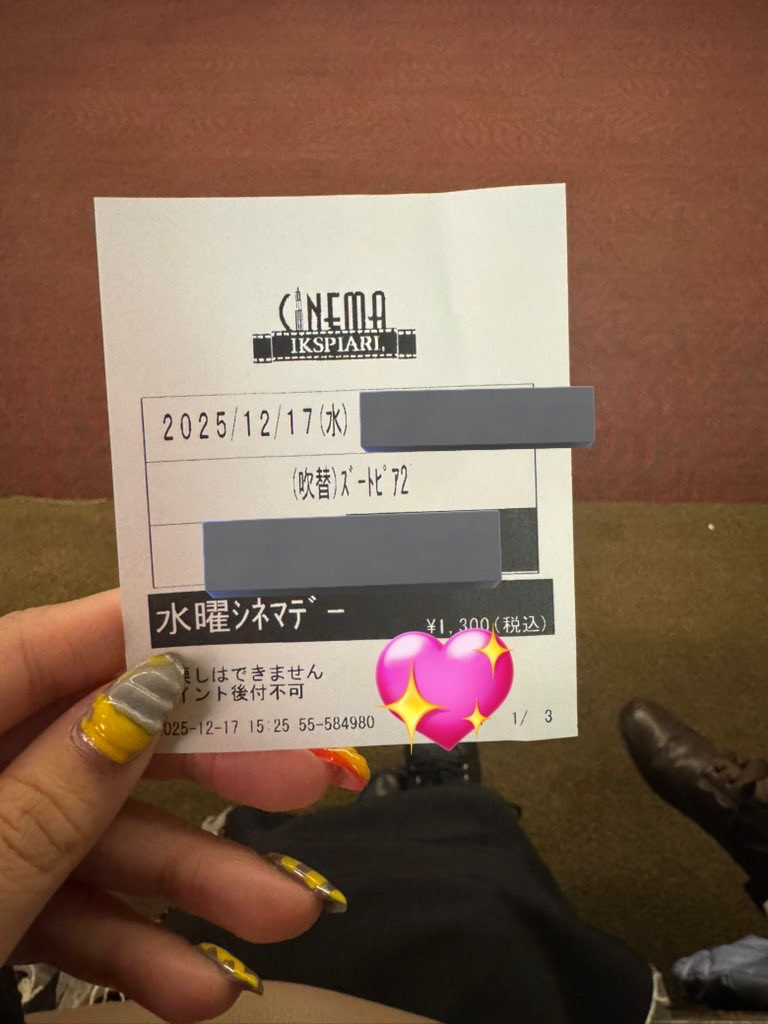 CINEMA
IKSPIARI
2025/12/17(水)
(吹替)ズートピア2
水曜シネマデー
¥1,300(税込)
しはできません
イント後付不可
025-12-17 15:25 55-584980
1/ 3